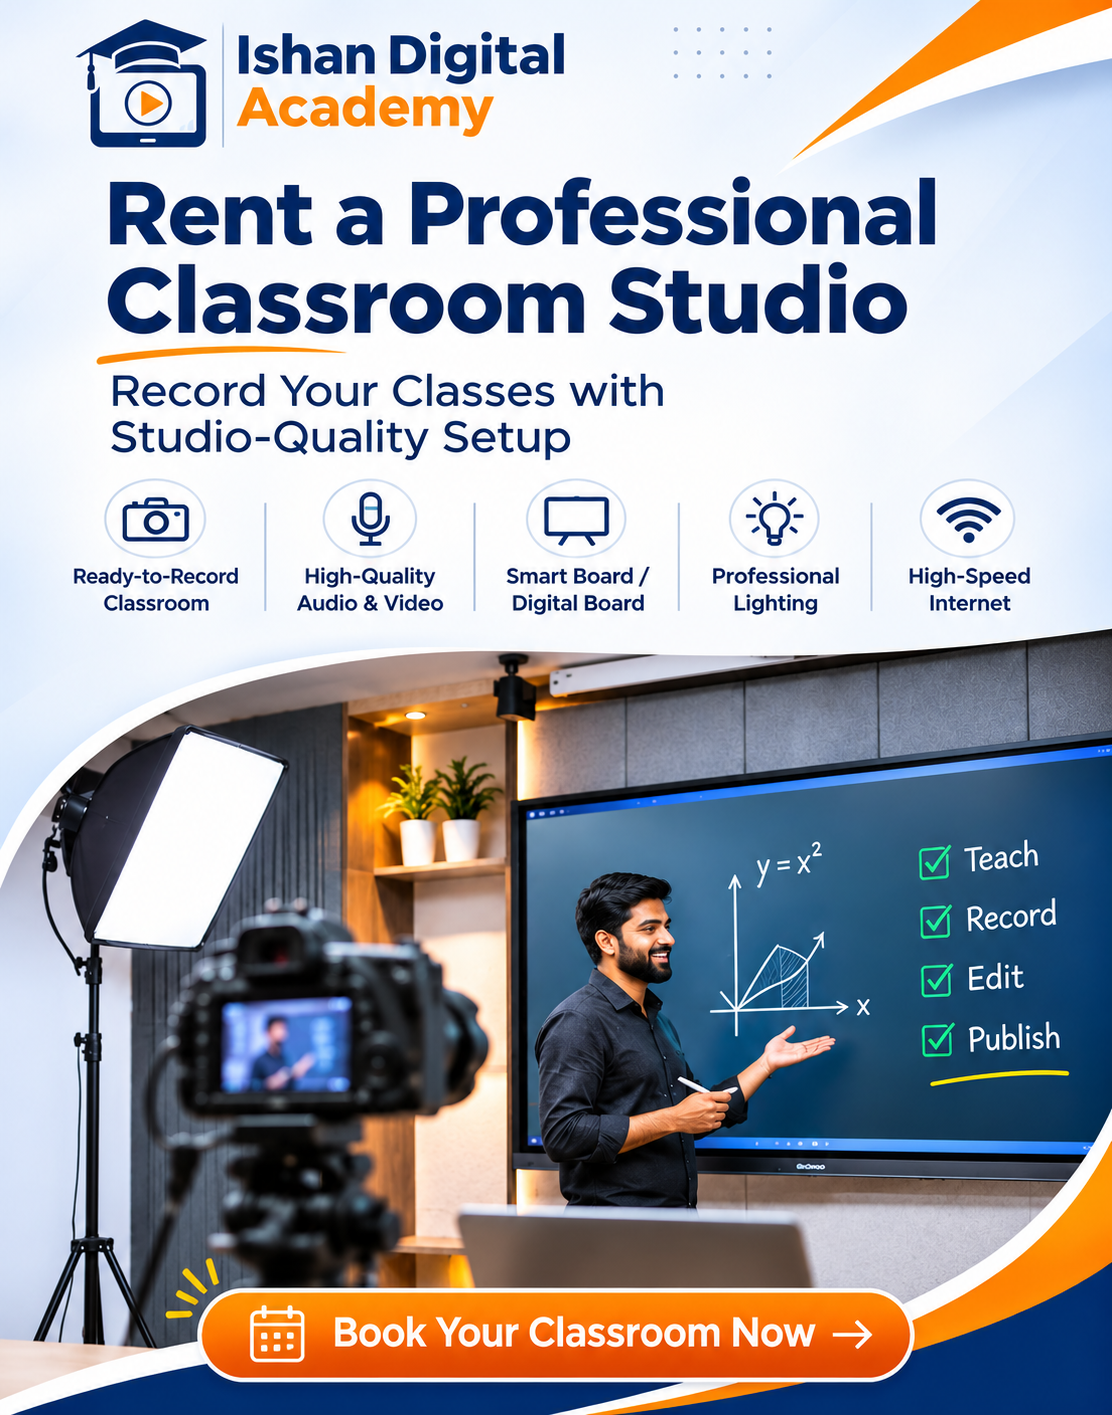 Ishan Digital
Academy
Rent a Professional
Classroom Studio
Record Your Classes with
Studio-Quality Setup
Ready-to-Record
Classroom
High-Quality
Audio & Video
Smart Board /
Digital Board
Professional
Lighting
High-Speed
Internet
y = x²
x
Teach
Record
Edit
Publish
Book Your Classroom Now